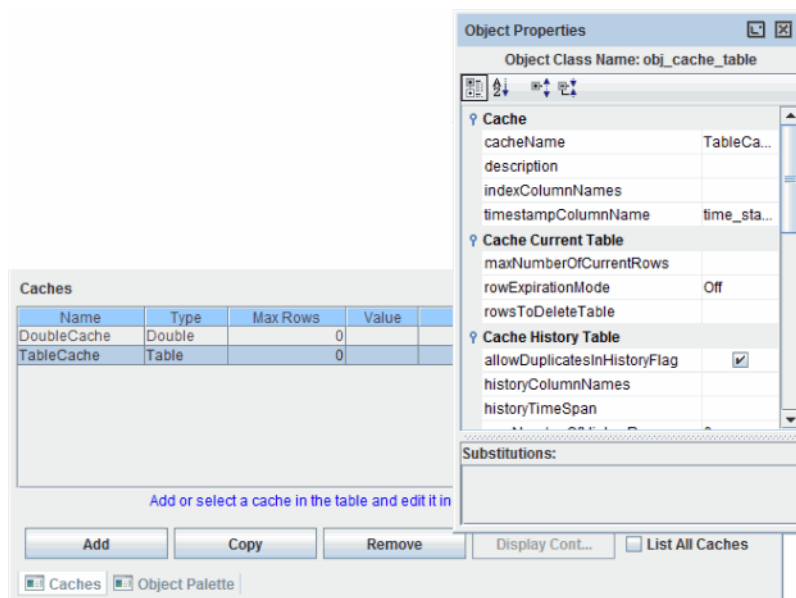 Object Properties
Object Class Name: obj_cache_table
Cache
cacheName TableCa...
description
indexColumnNames
timestampColumnName time_sta...
Cache Current Table
maxNumberOfCurrentRows
rowExpirationMode Off
rowsToDeleteTable
Cache History Table
allowDuplicatesInHistoryFlag
historyColumnNames
historyTimeSpan
Substitutions:
Caches
Name Type Max Rows Value
DoubleCache Double 0
TableCache Table 0
Add or select a cache in the table and edit it in
Add Copy Remove Display Cont... List All Caches
Caches Object Palette